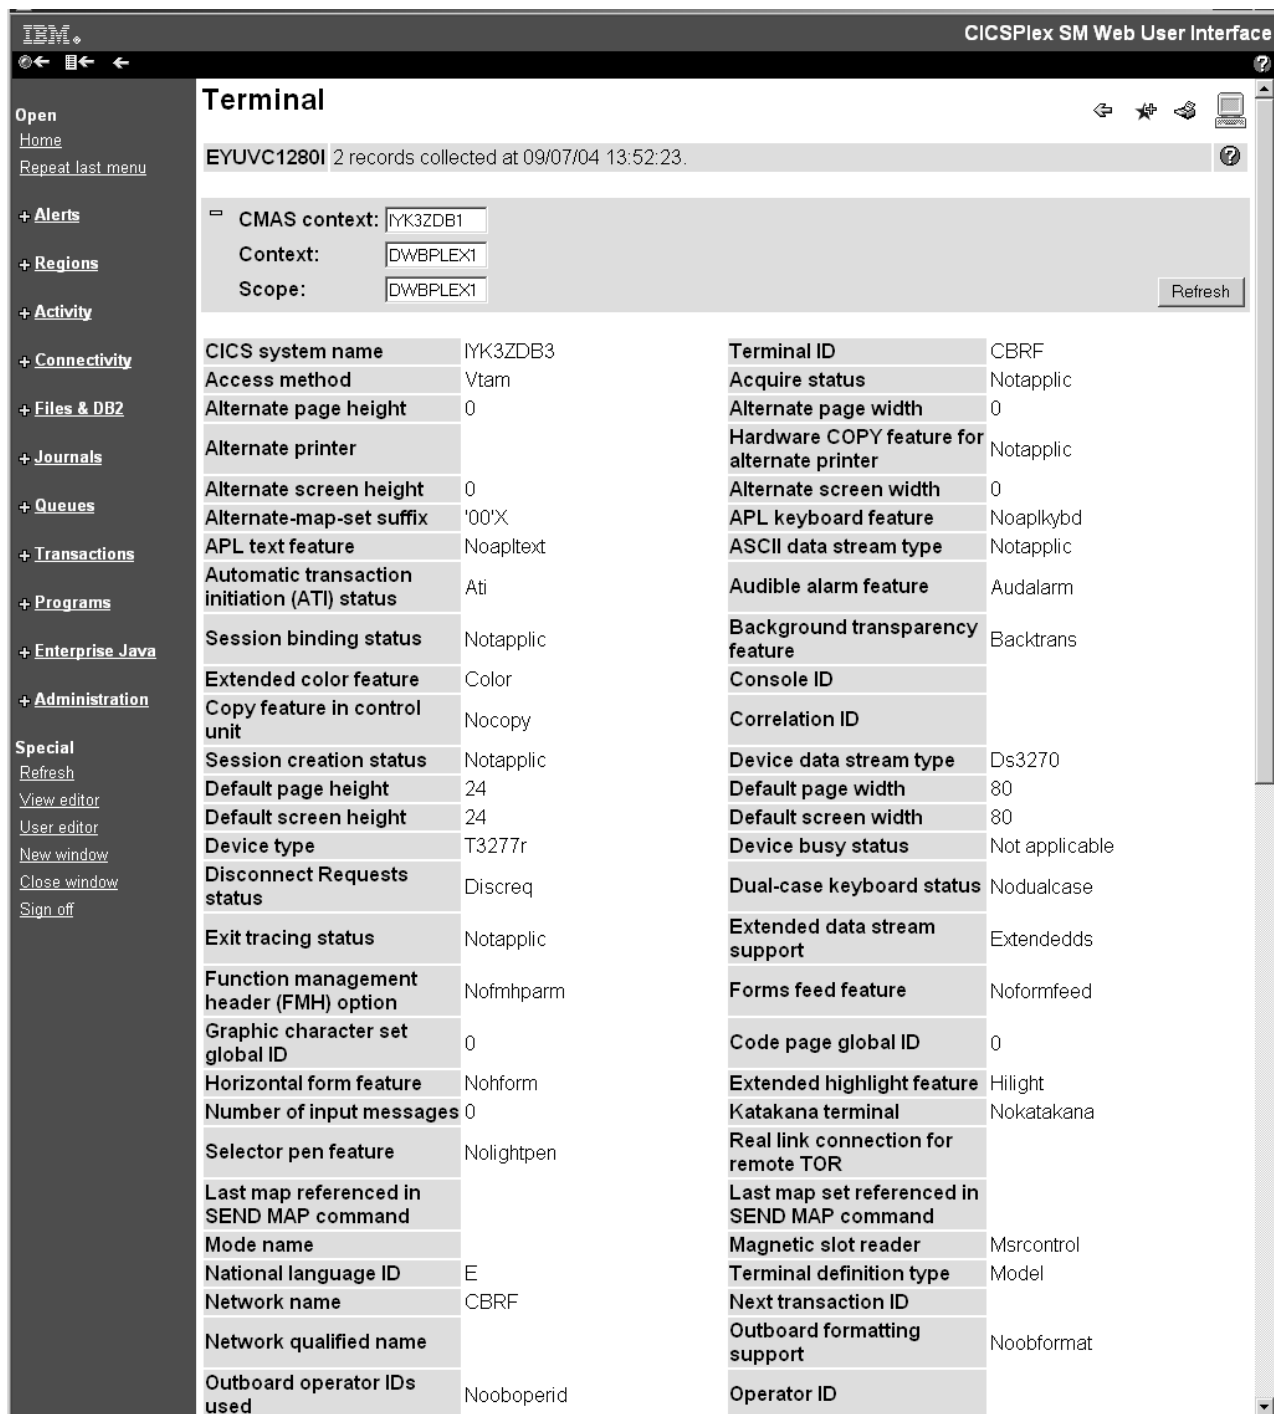 IBM.
CICSPlex SM Web User Interface
Open
Home
Repeat last menu
+ Alerts
+ Regions
+ Activity
+ Connectivity
+ Files & DB2
+ Journals
+ Queues
+ Transactions
+ Programs
+ Enterprise Java
+ Administration
Special
Refresh
View editor
User editor
New window
Close window
Sign off
Terminal
EYUVC1280I 2 records collected at 09/07/04 13:52:23.
CMAS context: IYK3ZDB1
Context: DWBPLEX1
Scope: DWBPLEX1
Refresh
CICS system name IYK3ZDB3 Terminal ID CBRF
Access method Vtam Acquire status Notapplic
Alternate page height 0 Alternate page width 0
Alternate printer Hardware COPY feature for
alternate printer Notapplic
Alternate screen height 0 Alternate screen width 0
Alternate-map-set suffix '00'X APL keyboard feature Noaplkybd
APL text feature Noapltext ASCII data stream type Notapplic
Automatic transaction
initiation (ATI) status Ati Audible alarm feature Audalarm
Session binding status Notapplic Background transparency
feature Backtrans
Extended color feature Color Console ID
Copy feature in control
unit Nocopy Correlation ID
Session creation status Notapplic Device data stream type Ds3270
Default page height 24 Default page width 80
Default screen height 24 Default screen width 80
Device type T3277r Device busy status Not applicable
Disconnect Requests
status Discreq Dual-case keyboard status Nodualcase
Exit tracing status Notapplic Extended data stream
support Extendedds
Function management
header (FMH) option Nofmhparm Forms feed feature Noformfeed
Graphic character set
global ID 0 Code page global ID 0
Horizontal form feature Nohform Extended highlight feature Hilight
Number of input messages 0 Katakana terminal Nokatakana
Selector pen feature Nolightpen Real link connection for
remote TOR
Last map referenced in Last map set referenced in
SEND MAP command SEND MAP command
Mode name Magnetic slot reader Msrcontrol
National language ID E Terminal definition type Model
Network name CBRF Next transaction ID
Network qualified name Outboard formatting
support Noobformat
Outboard operator IDs
used Nooboperid Operator ID